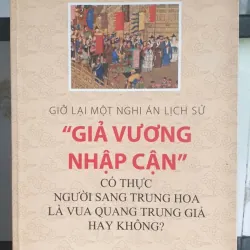 GIỞ LẠI MỘT NGHI ÁN LỊCH SỬ
“GIẢ VƯƠNG
NHẬP CẬN”
CÓ THỰC
NGƯỜI SANG TRUNG HOA
LÀ VUA QUANG TRUNG GIẢ
HAY KHÔNG?